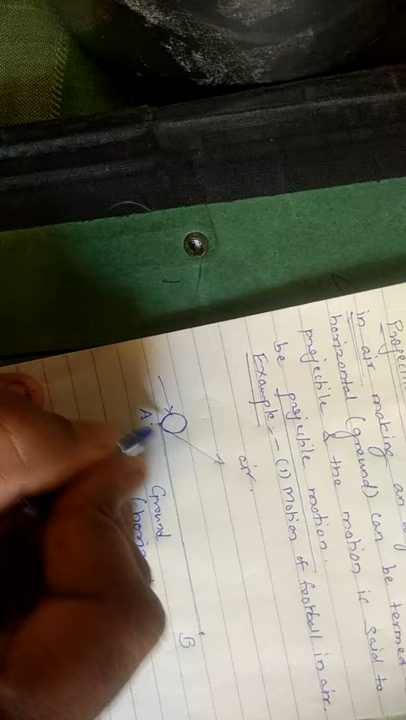 in air making an
horizontal (ground) can be termed
projectile & the motion is said to
be projectile motion.
Example:- (1) Motion of football in air.
air.
A
B
Ground